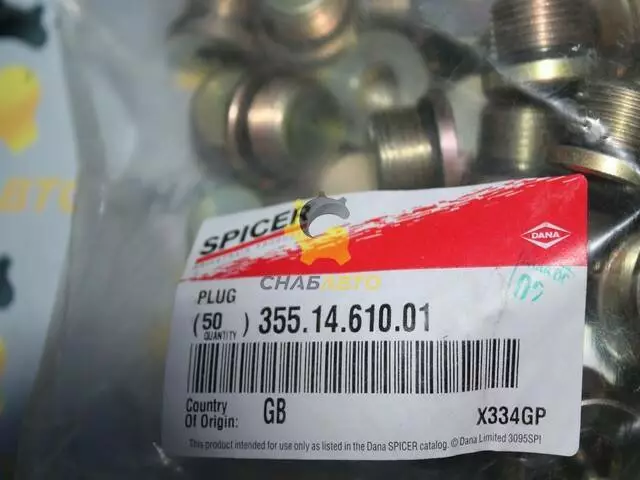 SPICER
DANA
СНАБАВТО
PLUG
(50) 355.14.610.01
QUANTITY
Country
Of Origin: GB X334GP
This product intended for use only as listed in the Dana SPICER catalog. © Dana Limited 3095SPI